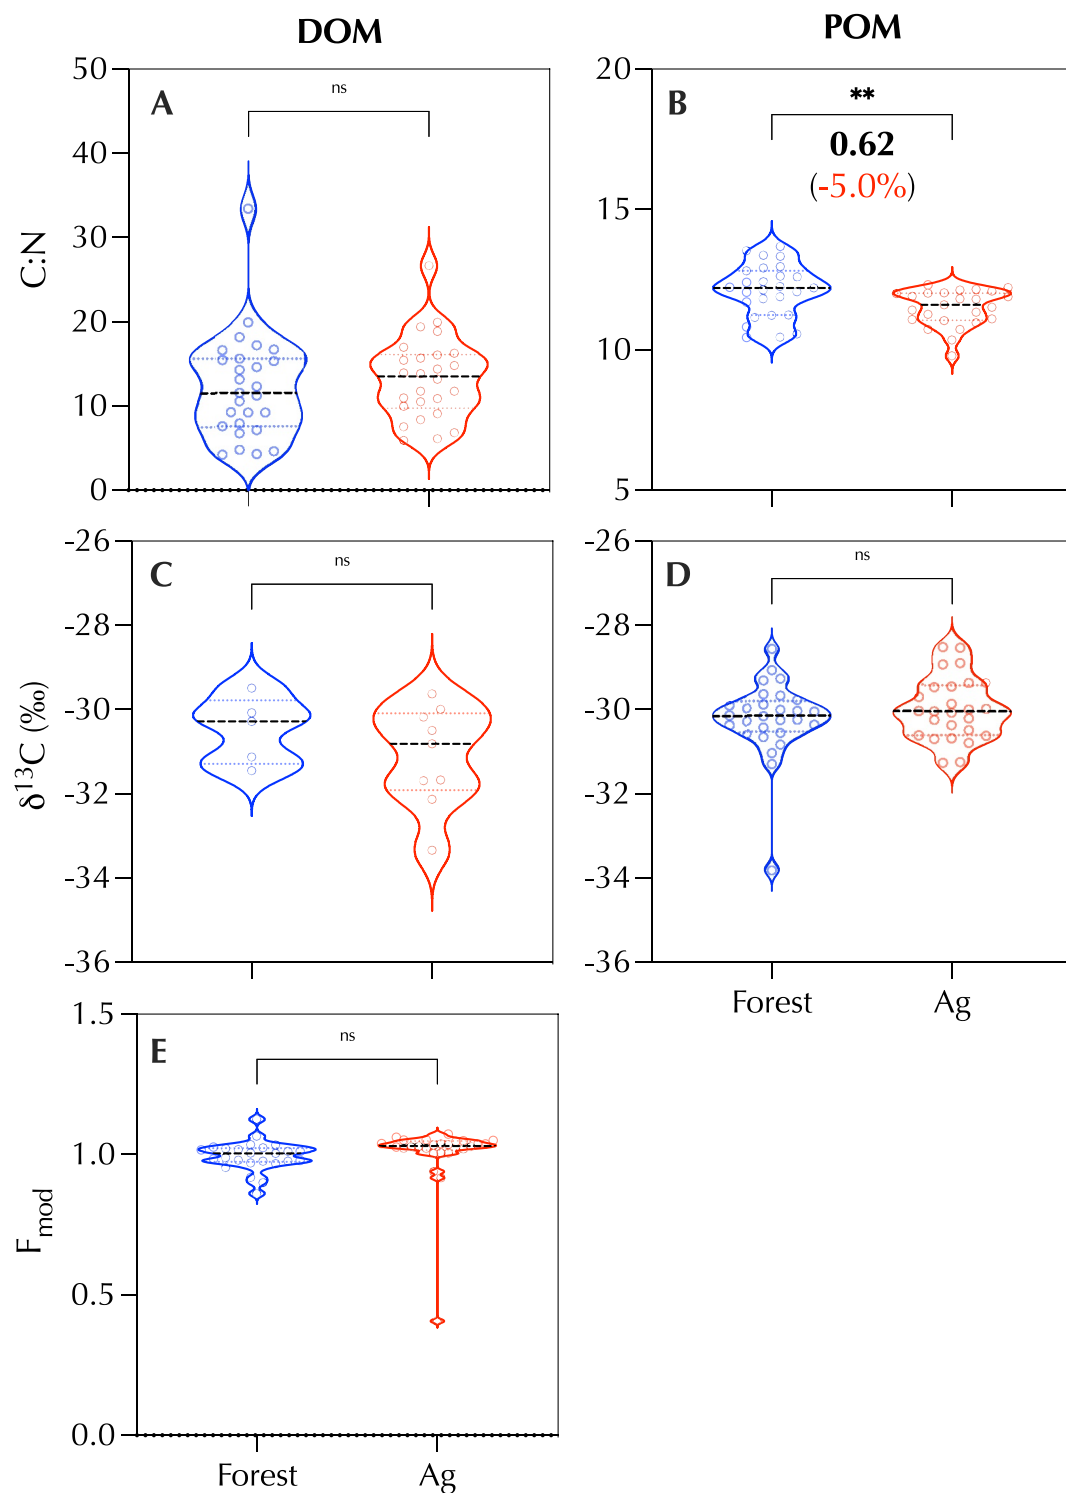 DOM
POM
50
40
30
20
10
0
C:N
A
ns
20
15
10
5
B
**
0.62
(-5.0%)
-26
-28
-30
-32
-34
-36
δ¹³C (‰)
C
ns
-26
-28
-30
-32
-34
-36
D
ns
Forest Ag
1.5
1.0
0.5
0.0
Fmod
E
ns
Forest Ag